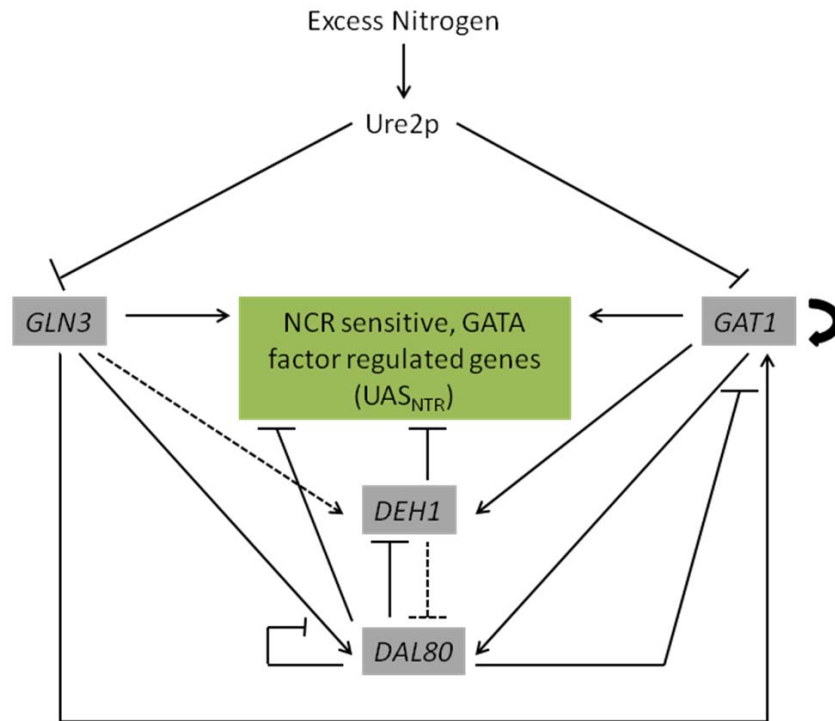 Excess Nitrogen
Ure2p
GLN3
NCR sensitive, GATA
factor regulated genes
(UASNTR)
GAT1
DEH1
DAL80